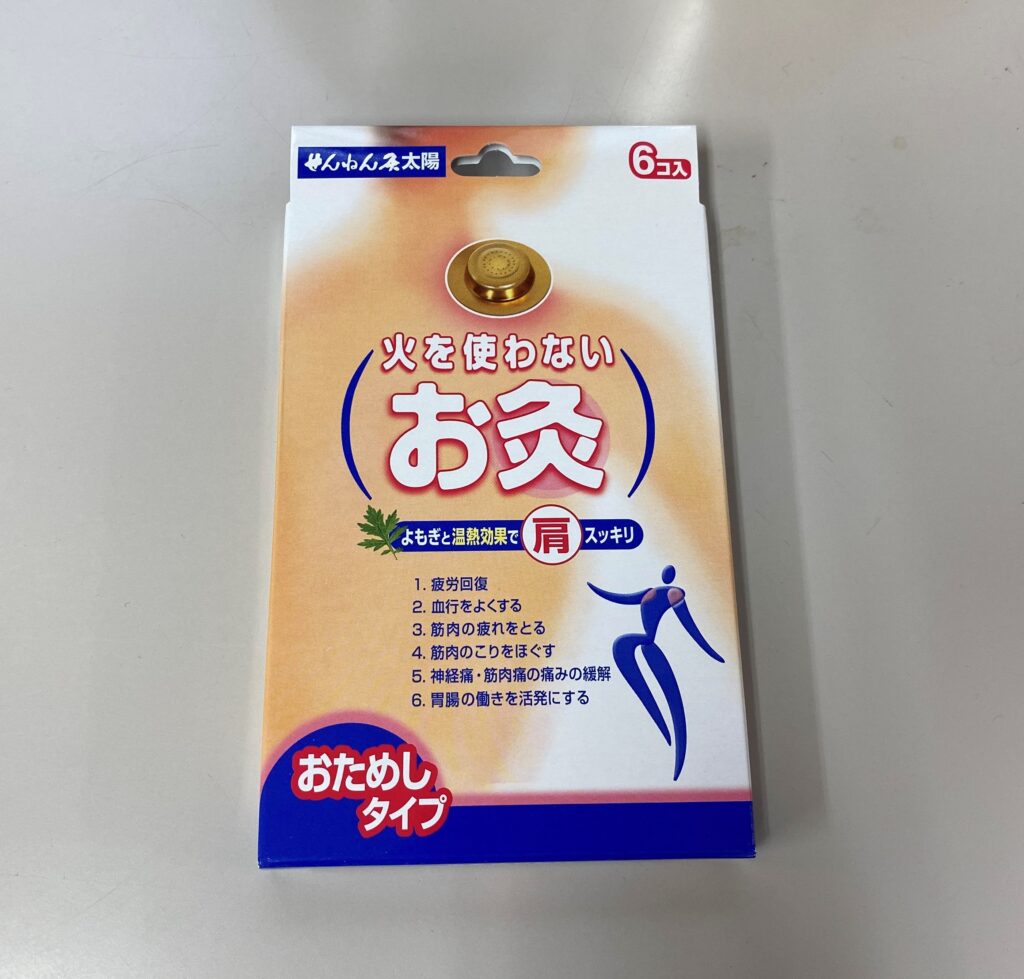 せんねん灸太陽
6コ入
火を使わない
お灸
よもぎと温熱効果で肩スッキリ
1. 疲労回復
2. 血行をよくする
3. 筋肉の疲れをとる
4. 筋肉のこりをほぐす
5. 神経痛・筋肉痛の痛みの緩解
6. 胃腸の働きを活発にする
おためし
タイプ